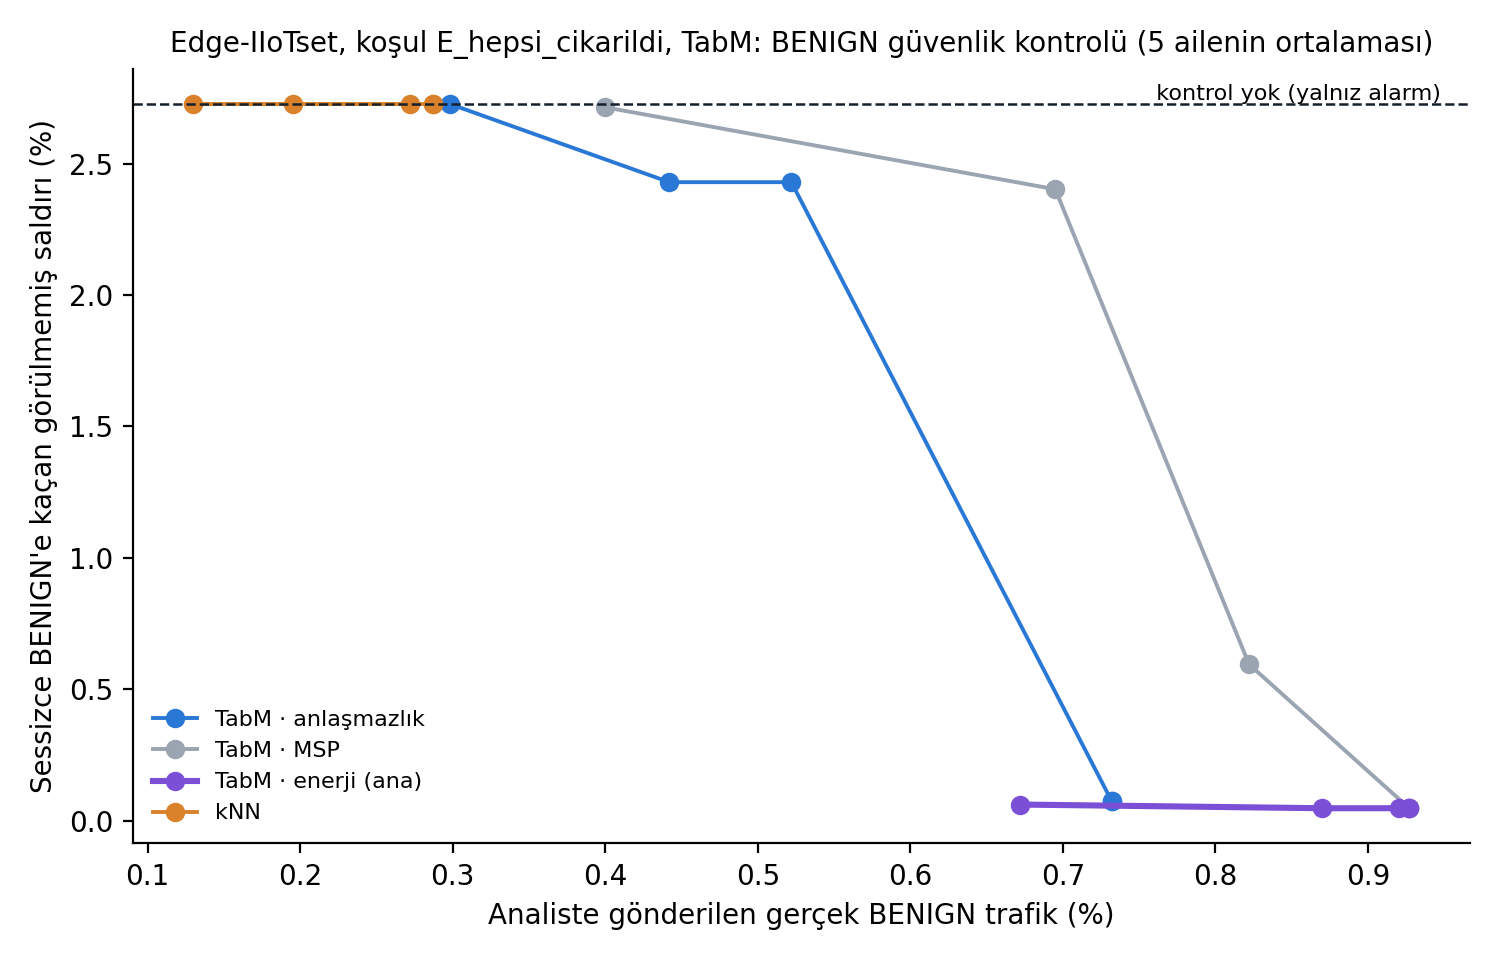 Edge-IIoTset, koşul E_hepsi_cikarildi, TabM: BENIGN güvenlik kontrolü (5 ailenin ortalaması)
kontrol yok (yalnız alarm)
Sessizce BENIGN'e kaçan görülmemiş saldırı (%)
2.5
2.0
1.5
1.0
0.5
0.0
TabM · anlaşmazlık
TabM · MSP
TabM · enerji (ana)
kNN
0.1 0.2 0.3 0.4 0.5 0.6 0.7 0.8 0.9
Analiste gönderilen gerçek BENIGN trafik (%)